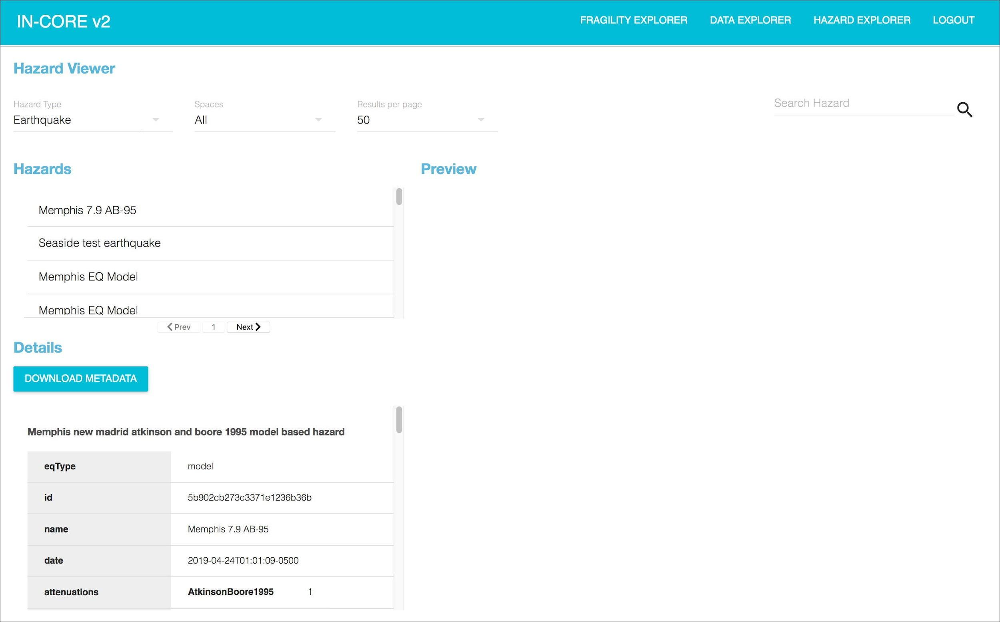 IN-CORE v2
FRAGILITY EXPLORER DATA EXPLORER HAZARD EXPLORER LOGOUT
Hazard Viewer
Hazard Type Spaces Results per page
Earthquake All 50
Search Hazard
Hazards
Memphis 7.9 AB-95
Seaside test earthquake
Memphis EQ Model
Memphis EQ Model
Prev 1 Next
Preview
Details
DOWNLOAD METADATA
Memphis new madrid atkinson and boore 1995 model based hazard
eqType model
id 5b902cb273c3371e1236b36b
name Memphis 7.9 AB-95
date 2019-04-24T01:01:09-0500
attenuations AtkinsonBoore1995 1